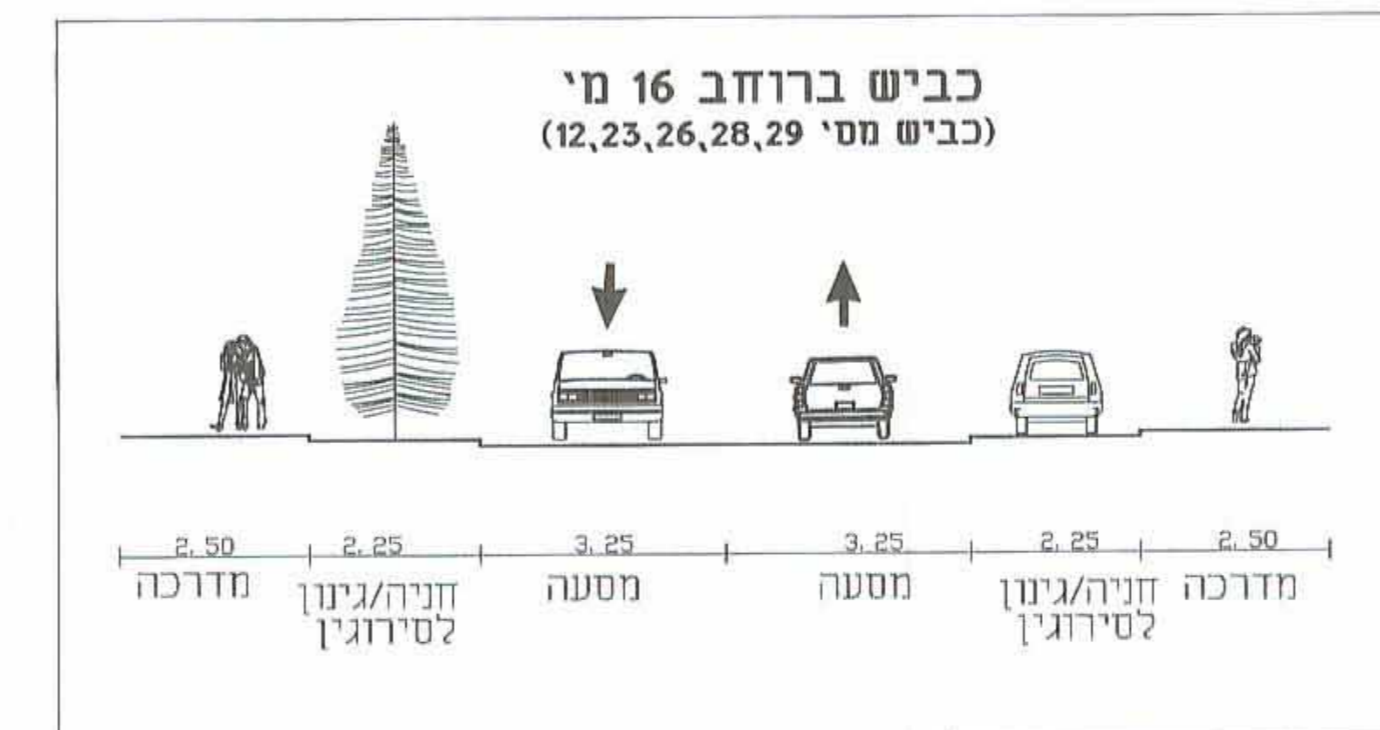 כביש ברוחב 16 מ'
(כביש מס' 12,23,26,28,29)
2.50 2.25 3.25 3.25 2.25 2.50
מדרכה חניה/גינון מסעה מסעה חניה/גינון מדרכה
לסירוגין לסירוגין